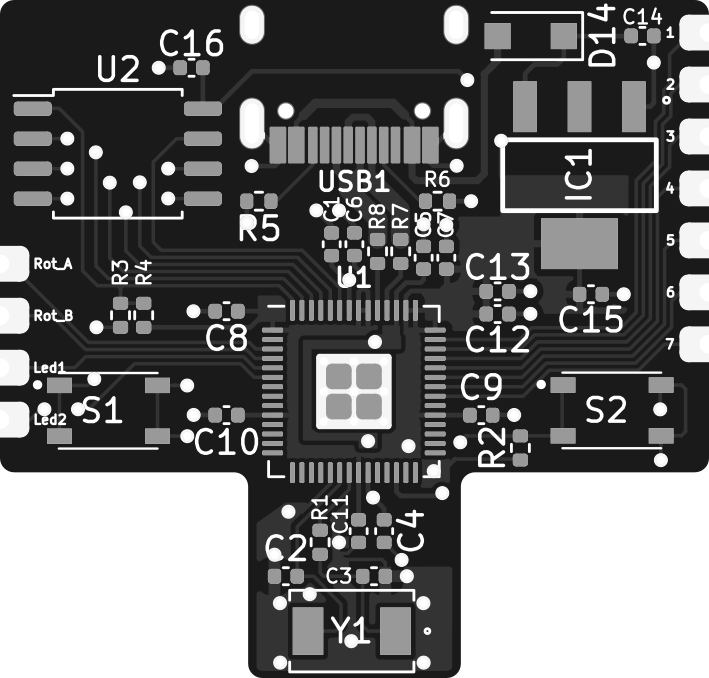 C14
D14
1
C16
U2
2
3
IC1
R6
USB1
4
C1
C6
R8
R7
C5
C7
R5
5
Rot_A
R3
R4
U1
C13
6
Rot_B
C15
C8
C12
7
Led1
C9
S1
S2
Led2
C10
R2
R1
C11
C4
C2
C3
Y1